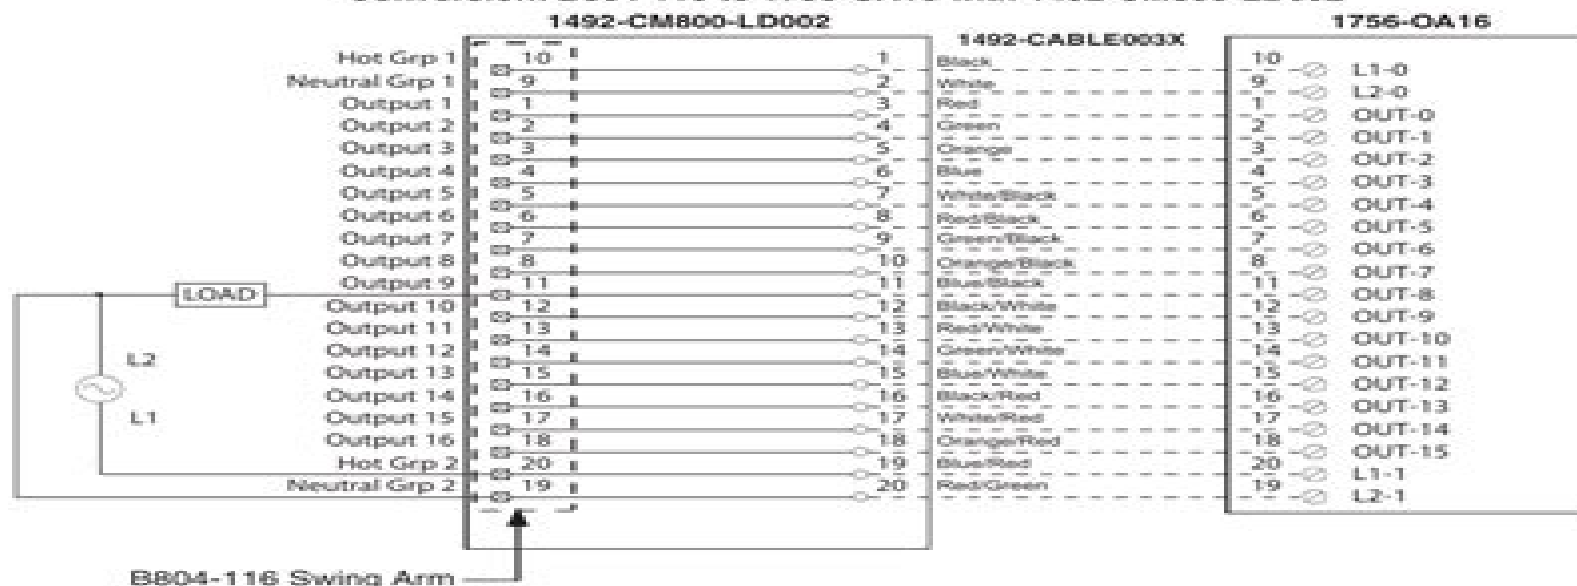 1492-CM800-LD002 1756-OA16
1492-CABLE003X
Hot Grp 1 10 1 Black 10 L1-0
Neutral Grp 1 9 2 White 9 L2-0
Output 1 1 3 Red 1 OUT-0
Output 2 2 4 Green 2 OUT-1
Output 3 3 5 Orange 3 OUT-2
Output 4 4 6 Blue 4 OUT-3
Output 5 5 7 White/Black 5 OUT-4
Output 6 6 8 Red/Black 6 OUT-5
Output 7 7 9 Green/Black 7 OUT-6
Output 8 8 10 Orange/Black 8 OUT-7
Output 9 11 11 Blue/Black 11 OUT-8
LOAD
Output 10 12 12 Black/White 12 OUT-9
Output 11 13 13 Red/White 13 OUT-10
Output 12 14 14 Green/White 14 OUT-11
L2
Output 13 15 15 Blue/White 15 OUT-12
Output 14 16 16 Black/Red 16 OUT-13
L1
Output 15 17 17 White/Red 17 OUT-14
Output 16 18 18 Orange/Red 18 OUT-15
Hot Grp 2 20 19 Blue/Red 20 L1-1
Neutral Grp 2 19 20 Red/Green 19 L2-1
B804-116 Swing Arm